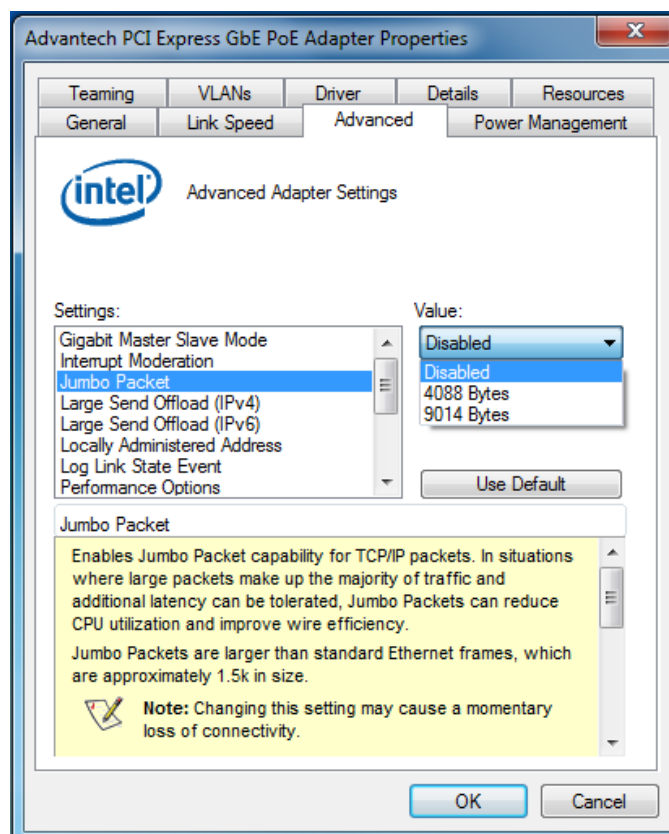 Advantech PCI Express GbE PoE Adapter Properties
Teaming VLANs Driver Details Resources
General Link Speed Advanced Power Management
intel Advanced Adapter Settings
Settings: Value:
Gigabit Master Slave Mode
Interrupt Moderation
Jumbo Packet
Large Send Offload (IPv4)
Large Send Offload (IPv6)
Locally Administered Address
Log Link State Event
Performance Options
Disabled
Disabled
4088 Bytes
9014 Bytes
Use Default
Jumbo Packet
Enables Jumbo Packet capability for TCP/IP packets. In situations
where large packets make up the majority of traffic and
additional latency can be tolerated, Jumbo Packets can reduce
CPU utilization and improve wire efficiency.
Jumbo Packets are larger than standard Ethernet frames, which
are approximately 1.5k in size.
Note: Changing this setting may cause a momentary
loss of connectivity.
OK Cancel